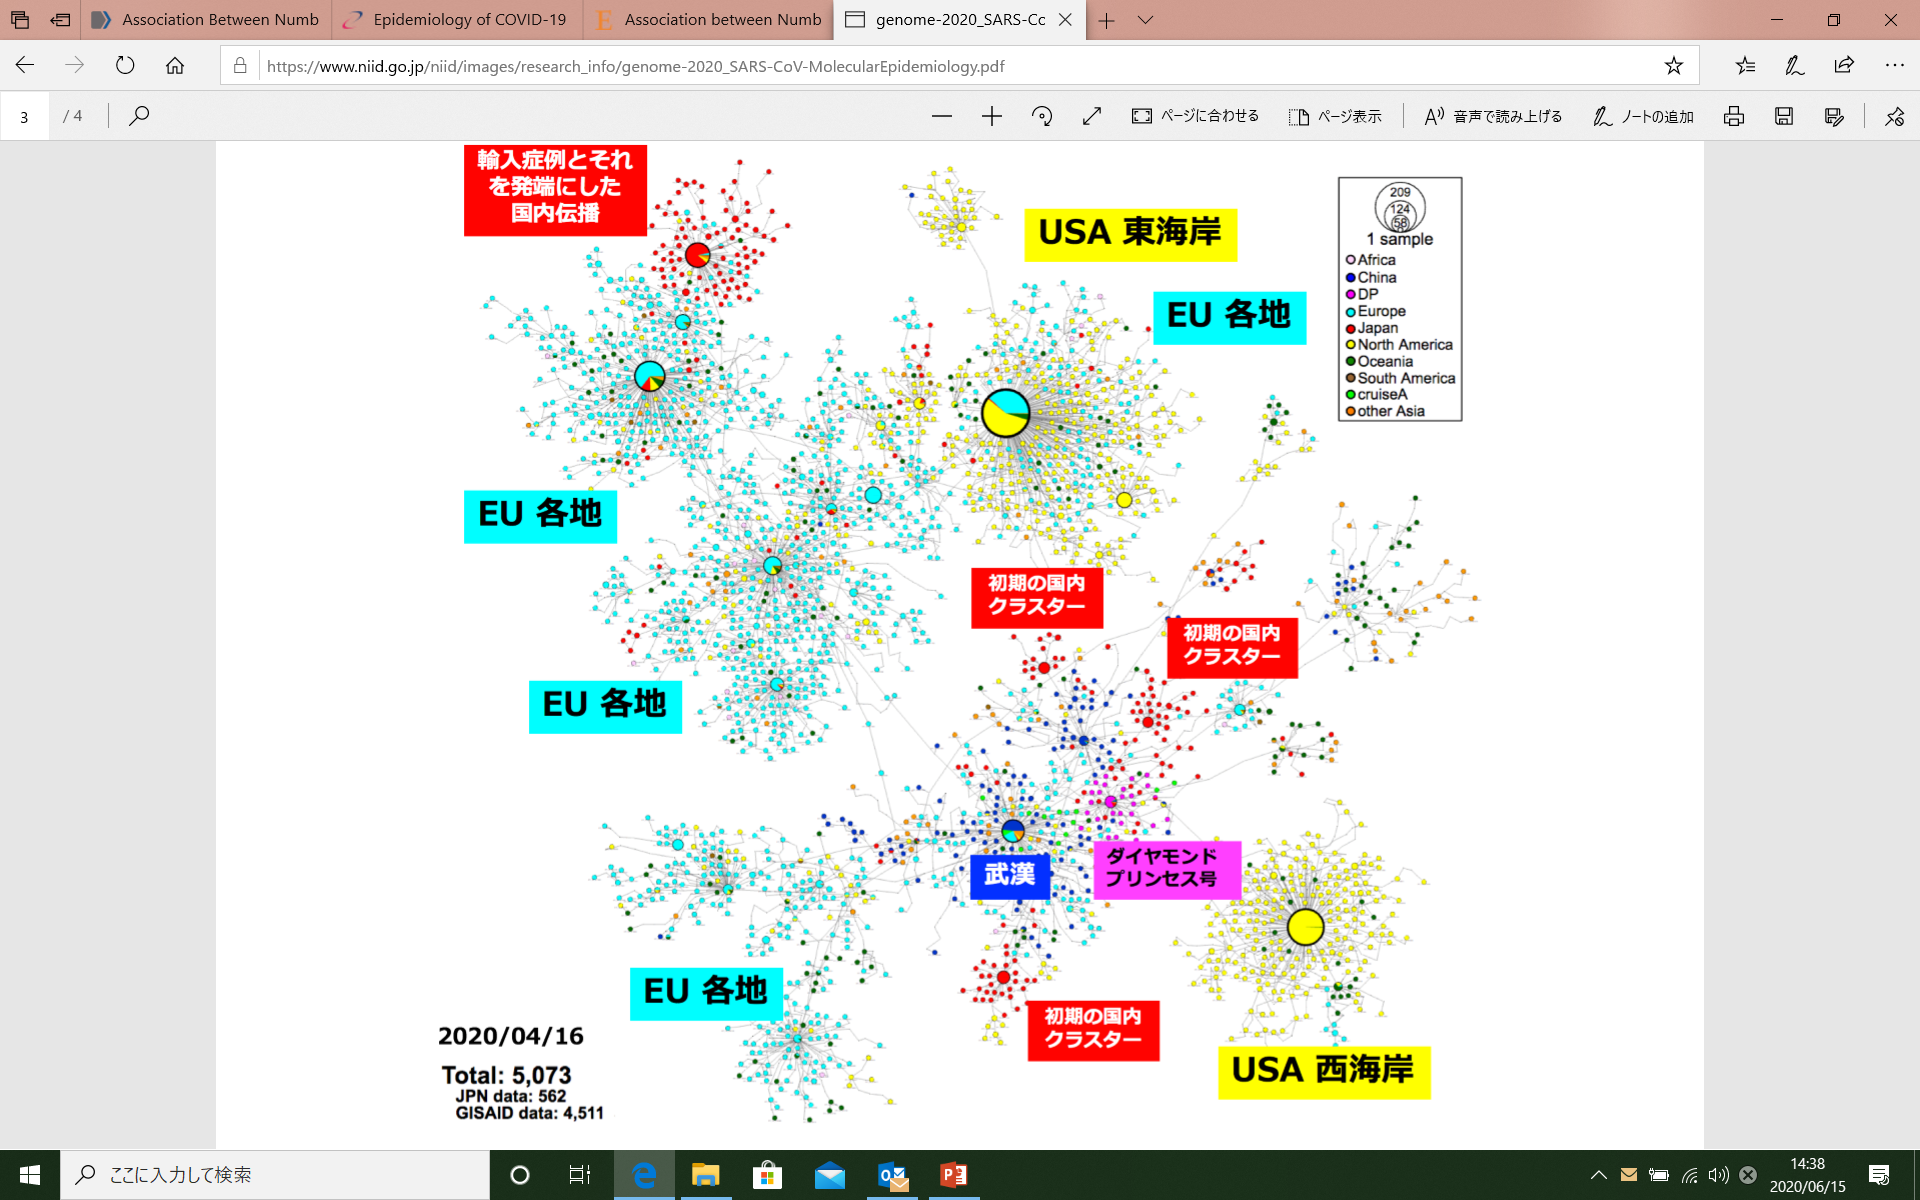 Association Between Numb
Epidemiology of COVID-19
Association between Numb
genome-2020_SARS-Cc
https://www.niid.go.jp/niid/images/research_info/genome-2020_SARS-CoV-MolecularEpidemiology.pdf
3 / 4
ページに合わせる
ページ表示
音声で読み上げる
ノートの追加
輸入症例とそれ
を発端にした
国内伝播
USA 東海岸
EU 各地
209
124
58
1 sample
Africa
China
DP
Europe
Japan
North America
Oceania
South America
cruiseA
other Asia
EU 各地
初期の国内
クラスター
初期の国内
クラスター
EU 各地
武漢
ダイヤモンド
プリンセス号
EU 各地
初期の国内
クラスター
USA 西海岸
2020/04/16
Total: 5,073
JPN data: 562
GISAID data: 4,511
ここに入力して検索
14:38
2020/06/15